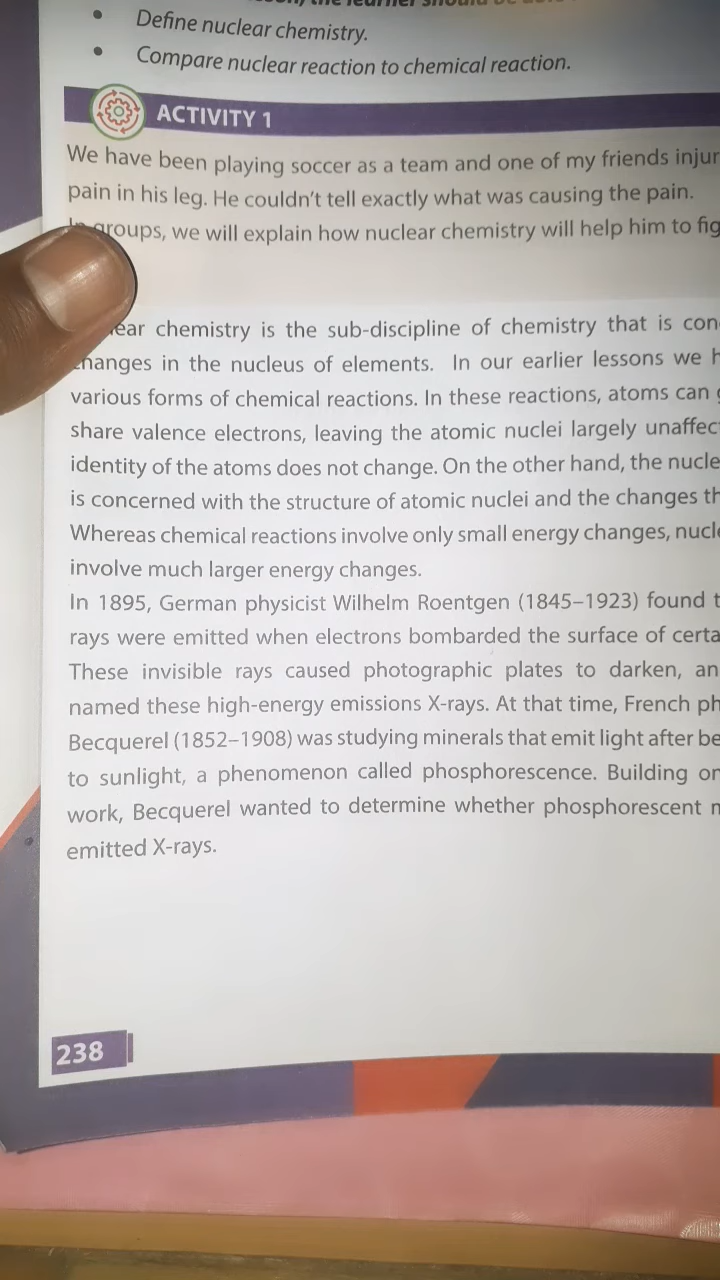 the learner should be
• Define nuclear chemistry.
• Compare nuclear reaction to chemical reaction.
ACTIVITY 1
We have been playing soccer as a team and one of my friends injur
pain in his leg. He couldn't tell exactly what was causing the pain.
groups, we will explain how nuclear chemistry will help him to fig
ear chemistry is the sub-discipline of chemistry that is con
changes in the nucleus of elements. In our earlier lessons we h
various forms of chemical reactions. In these reactions, atoms can g
share valence electrons, leaving the atomic nuclei largely unaffec
identity of the atoms does not change. On the other hand, the nucle
is concerned with the structure of atomic nuclei and the changes th
Whereas chemical reactions involve only small energy changes, nucle
involve much larger energy changes.
In 1895, German physicist Wilhelm Roentgen (1845–1923) found t
rays were emitted when electrons bombarded the surface of certa
These invisible rays caused photographic plates to darken, an
named these high-energy emissions X-rays. At that time, French ph
Becquerel (1852–1908) was studying minerals that emit light after be
to sunlight, a phenomenon called phosphorescence. Building on
work, Becquerel wanted to determine whether phosphorescent m
emitted X-rays.
238